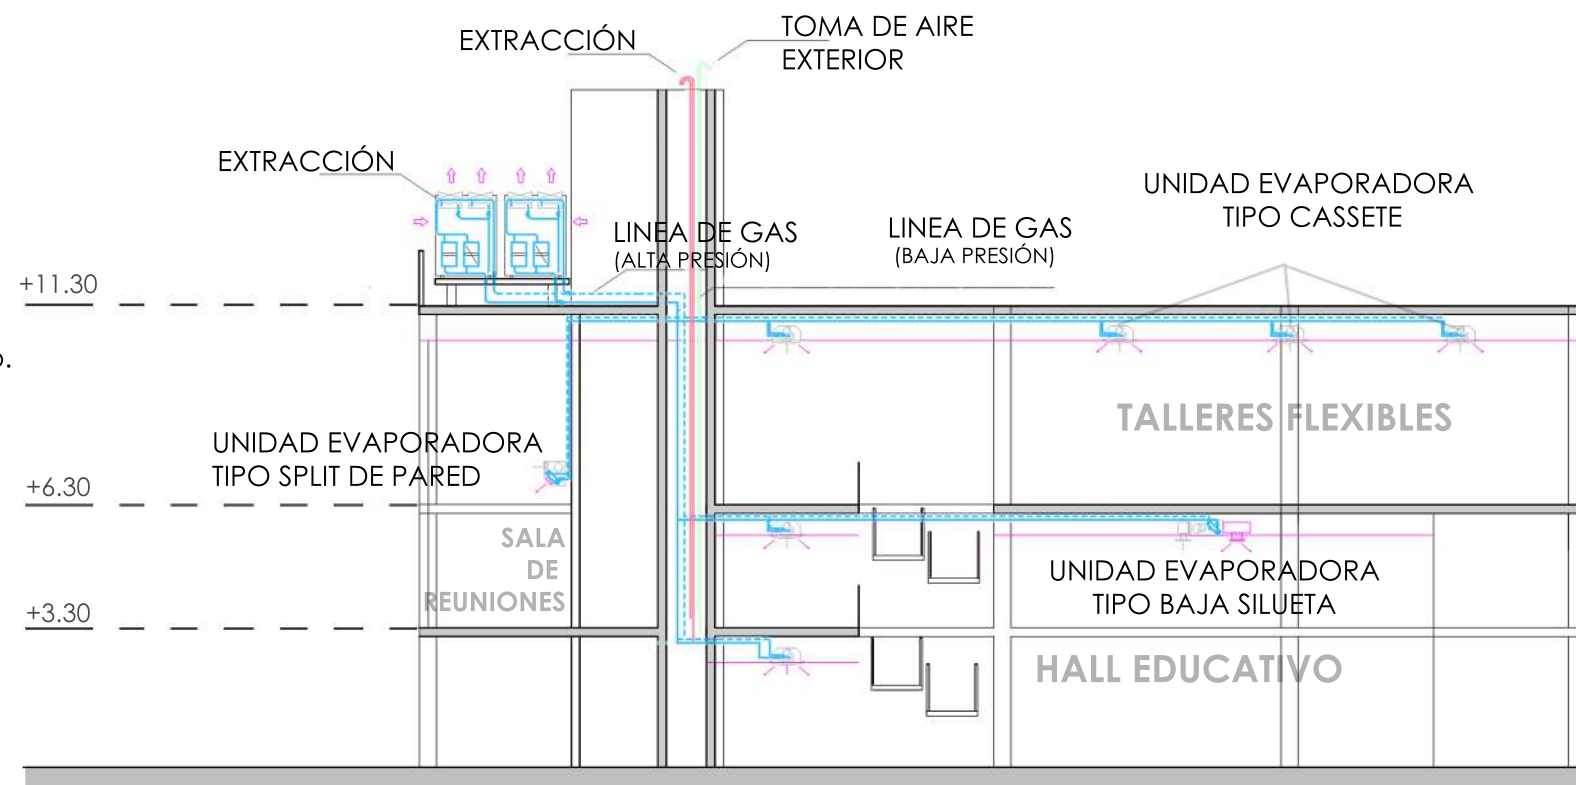 EXTRACCIÓN
TOMA DE AIRE
EXTERIOR
EXTRACCIÓN
UNIDAD EVAPORADORA
TIPO CASSETE
LINEA DE GAS
(ALTA PRESIÓN)
LINEA DE GAS
(BAJA PRESIÓN)
+11.30
TALLERES FLEXIBLES
UNIDAD EVAPORADORA
TIPO SPLIT DE PARED
+6.30
SALA
DE
REUNIONES
UNIDAD EVAPORADORA
TIPO BAJA SILUETA
+3.30
HALL EDUCATIVO